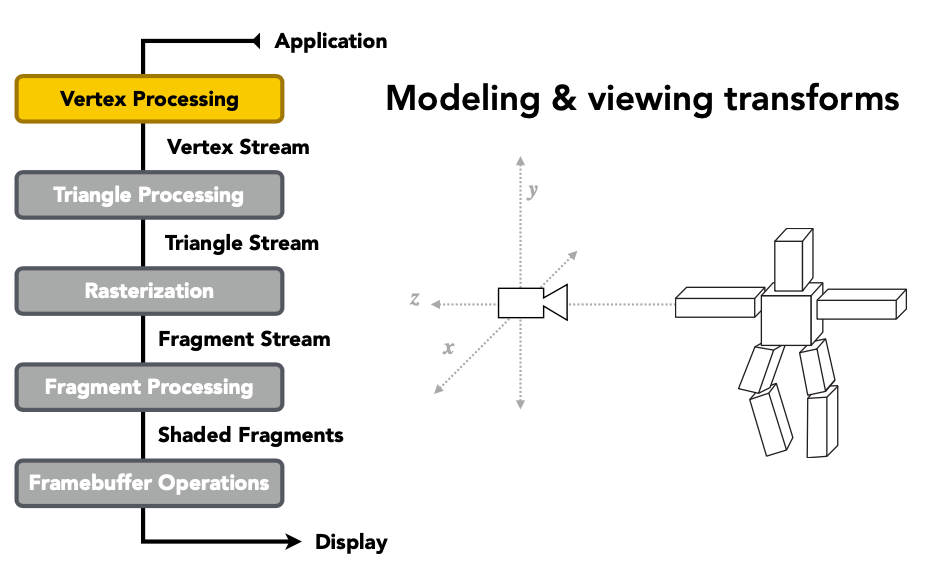 Application
Vertex Processing
Modeling & viewing transforms
Vertex Stream
Triangle Processing
Triangle Stream
Rasterization
Fragment Stream
Fragment Processing
Shaded Fragments
Framebuffer Operations
Display
y
z
x